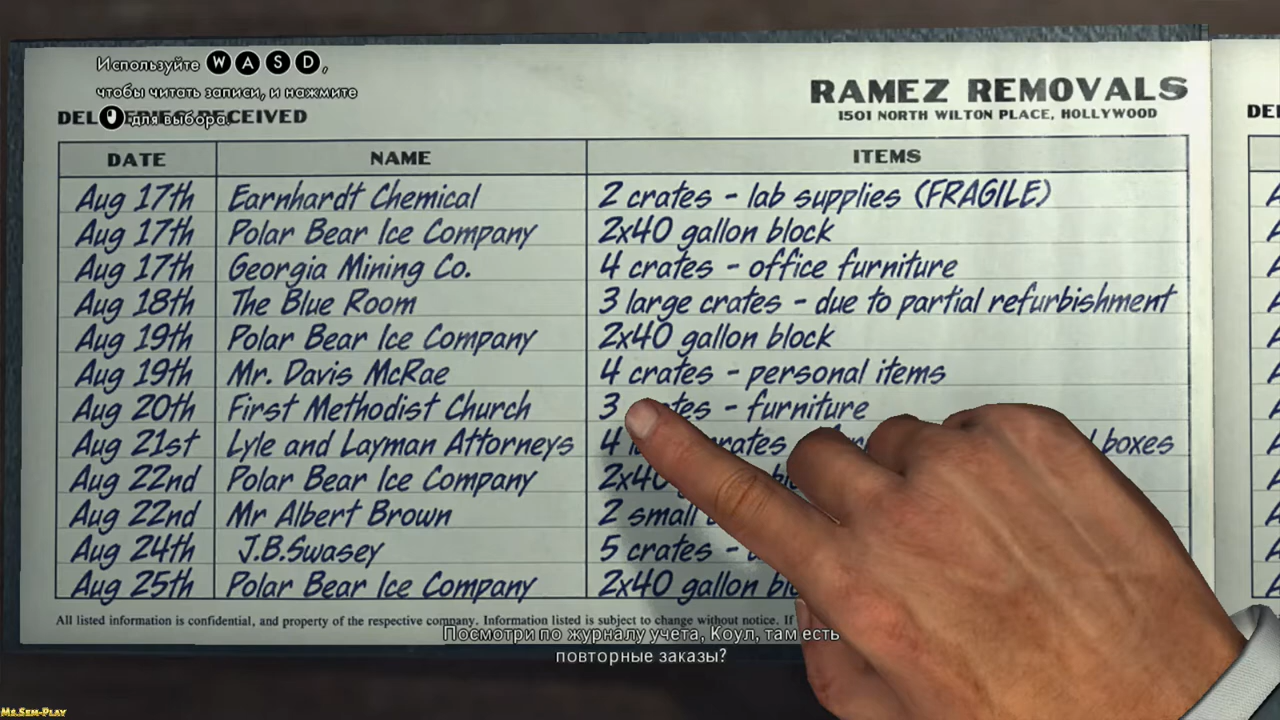 Используйте W A S D,
чтобы читать записи, и нажмите
для выбора.
RAMEZ REMOVALS
1501 NORTH WILTON PLACE, HOLLYWOOD
DATE NAME ITEMS
Aug 17th Earnhardt Chemical 2 crates - lab supplies (FRAGILE)
Aug 17th Polar Bear Ice Company 2x40 gallon block
Aug 17th Georgia Mining Co. 4 crates - office furniture
Aug 18th The Blue Room 3 large crates - due to partial refurbishment
Aug 19th Polar Bear Ice Company 2x40 gallon block
Aug 19th Mr. Davis McRae 4 crates - personal items
Aug 20th First Methodist Church 3 - furniture
Aug 21st Lyle and Layman Attorneys 4 boxes
Aug 22nd Polar Bear Ice Company 2x40
Aug 22nd Mr Albert Brown 2 small
Aug 24th J.B.Swasey 5 crates -
Aug 25th Polar Bear Ice Company 2x40 gallon
All listed information is confidential, and property of the respective company. Information listed is subject to change without notice. If
Посмотри по журналу учёта, Коул, там есть
повторные заказы?
Ms.Sem-Play